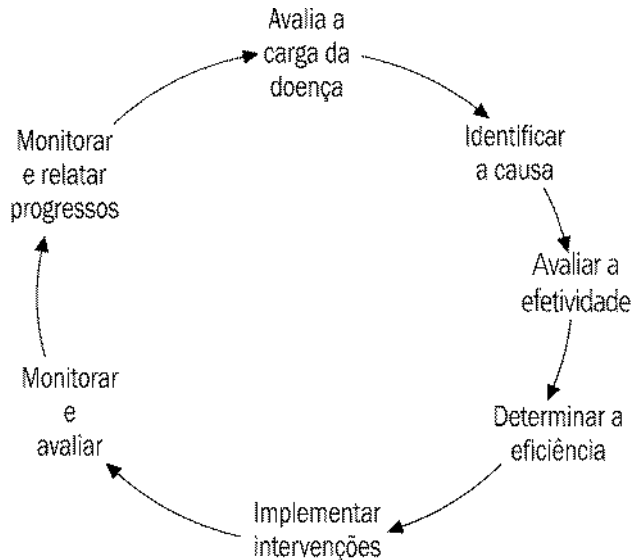 Avalia a
carga da
doença
Identificar
a causa
Avaliar a
efetividade
Determinar a
eficiência
Implementar
intervenções
Monitorar
e
avaliar
Monitorar
e relatar
progressos